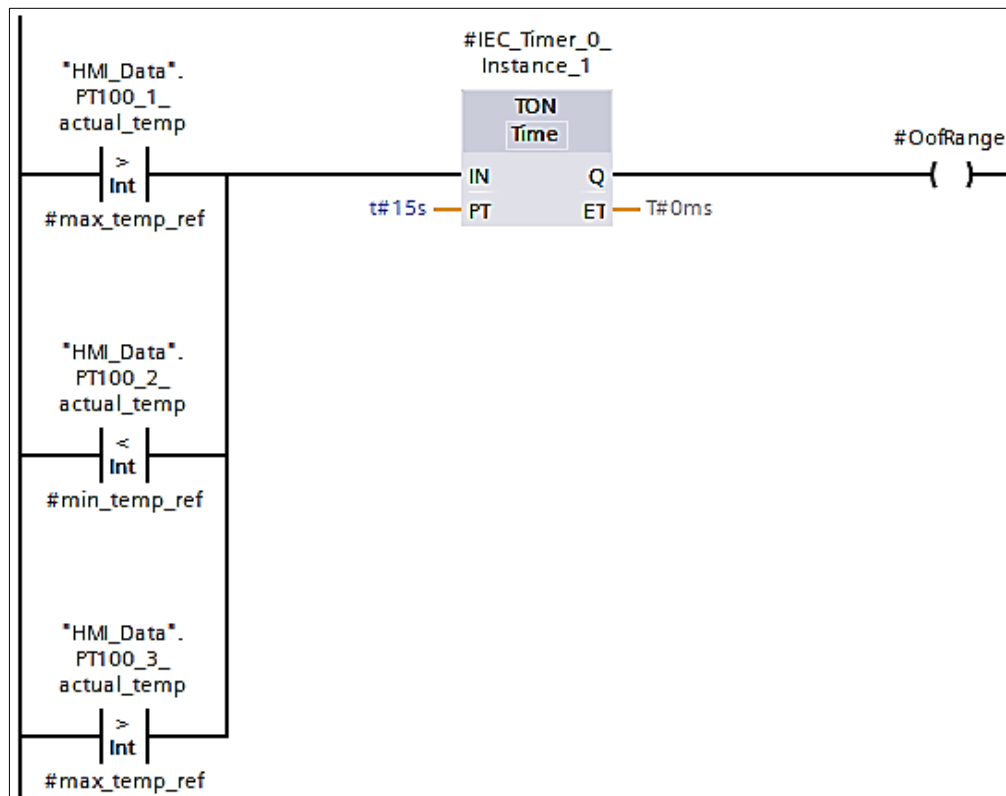 #IEC_Timer_0_
Instance_1
"HMI_Data".
PT100_1_
actual_temp
TON
Time
#OofRange
>
Int
IN
Q
#max_temp_ref
t#15s
PT
ET
T#0ms
"HMI_Data".
PT100_2_
actual_temp
<
Int
#min_temp_ref
"HMI_Data".
PT100_3_
actual_temp
>
Int
#max_temp_ref